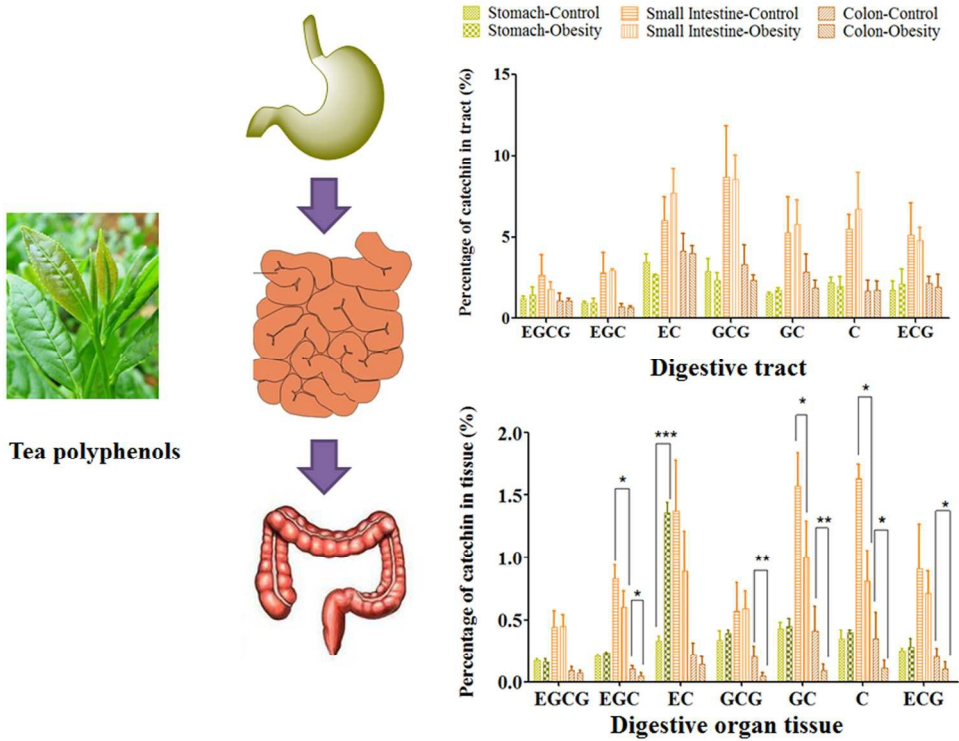 Stomach-Control
Stomach-Obesity
Small Intestine-Control
Small Intestine-Obesity
Colon-Control
Colon-Obesity
Percentage of catechin in tract (%)
15
10
5
0
EGCG EGC EC GCG GC C ECG
Digestive tract
Tea polyphenols
Percentage of catechin in tissue (%)
2.0
1.5
1.0
0.5
0.0
* * *** ** * ** * * *
EGCG EGC EC GCG GC C ECG
Digestive organ tissue